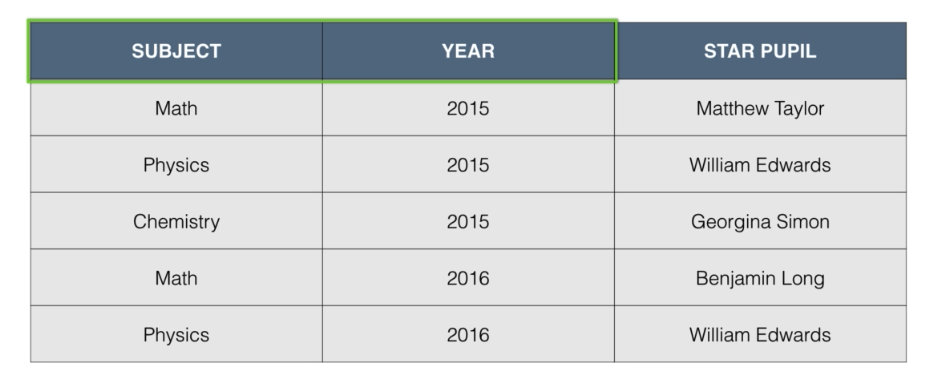 SUBJECT YEAR STAR PUPIL
Math 2015 Matthew Taylor
Physics 2015 William Edwards
Chemistry 2015 Georgina Simon
Math 2016 Benjamin Long
Physics 2016 William Edwards